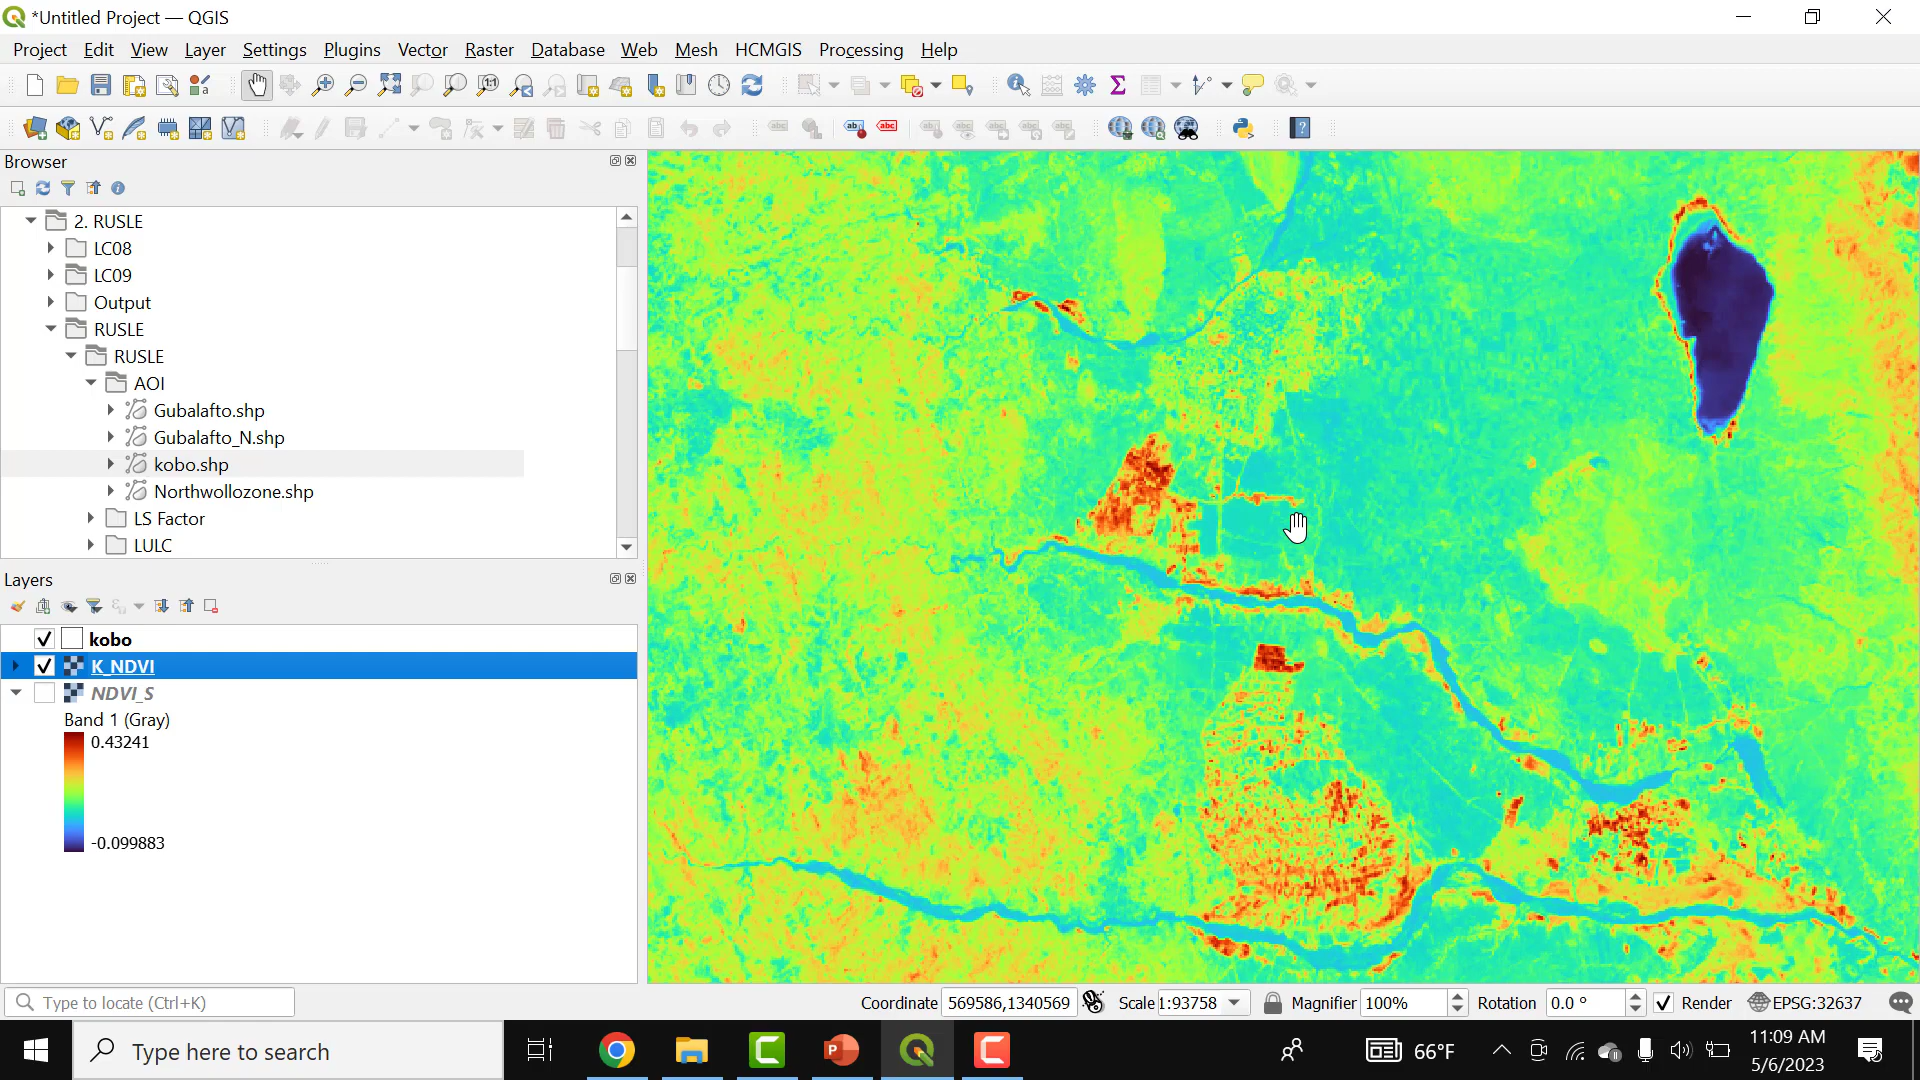 *Untitled Project — QGIS
Project Edit View Layer Settings Plugins Vector Raster Database Web Mesh HCMGIS Processing Help
Browser
2. RUSLE
LC08
LC09
Output
RUSLE
RUSLE
AOI
Gubalafto.shp
Gubalafto_N.shp
kobo.shp
Northwollozone.shp
LS Factor
LULC
Layers
kobo
K_NDVI
NDVI_S
Band 1 (Gray)
0.43241
-0.099883
Type to locate (Ctrl+K)
Coordinate 569586,1340569 Scale 1:93758 Magnifier 100% Rotation 0.0 ° Render EPSG:32637
Type here to search
66°F
11:09 AM
5/6/2023